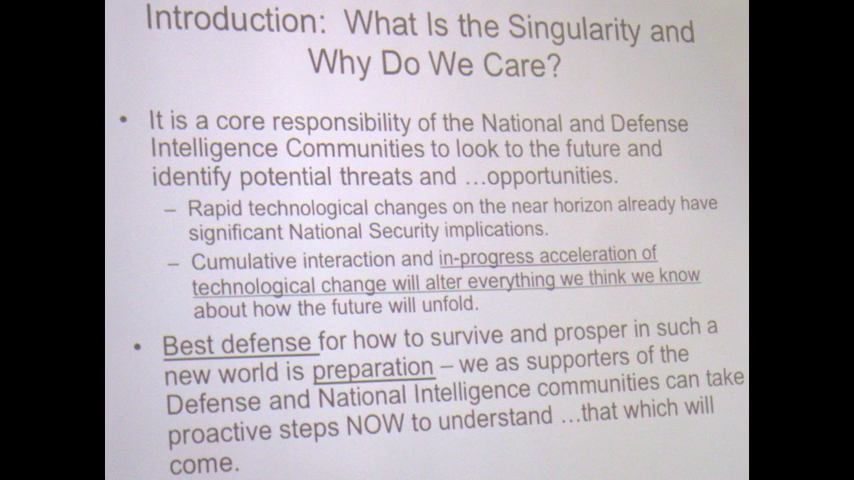 Introduction: What Is the Singularity and
Why Do We Care?
• It is a core responsibility of the National and Defense
Intelligence Communities to look to the future and
identify potential threats and …opportunities.
– Rapid technological changes on the near horizon already have
significant National Security implications.
– Cumulative interaction and in-progress acceleration of
technological change will alter everything we think we know
about how the future will unfold.
• Best defense for how to survive and prosper in such a
new world is preparation – we as supporters of the
Defense and National Intelligence communities can take
proactive steps NOW to understand …that which will
come.